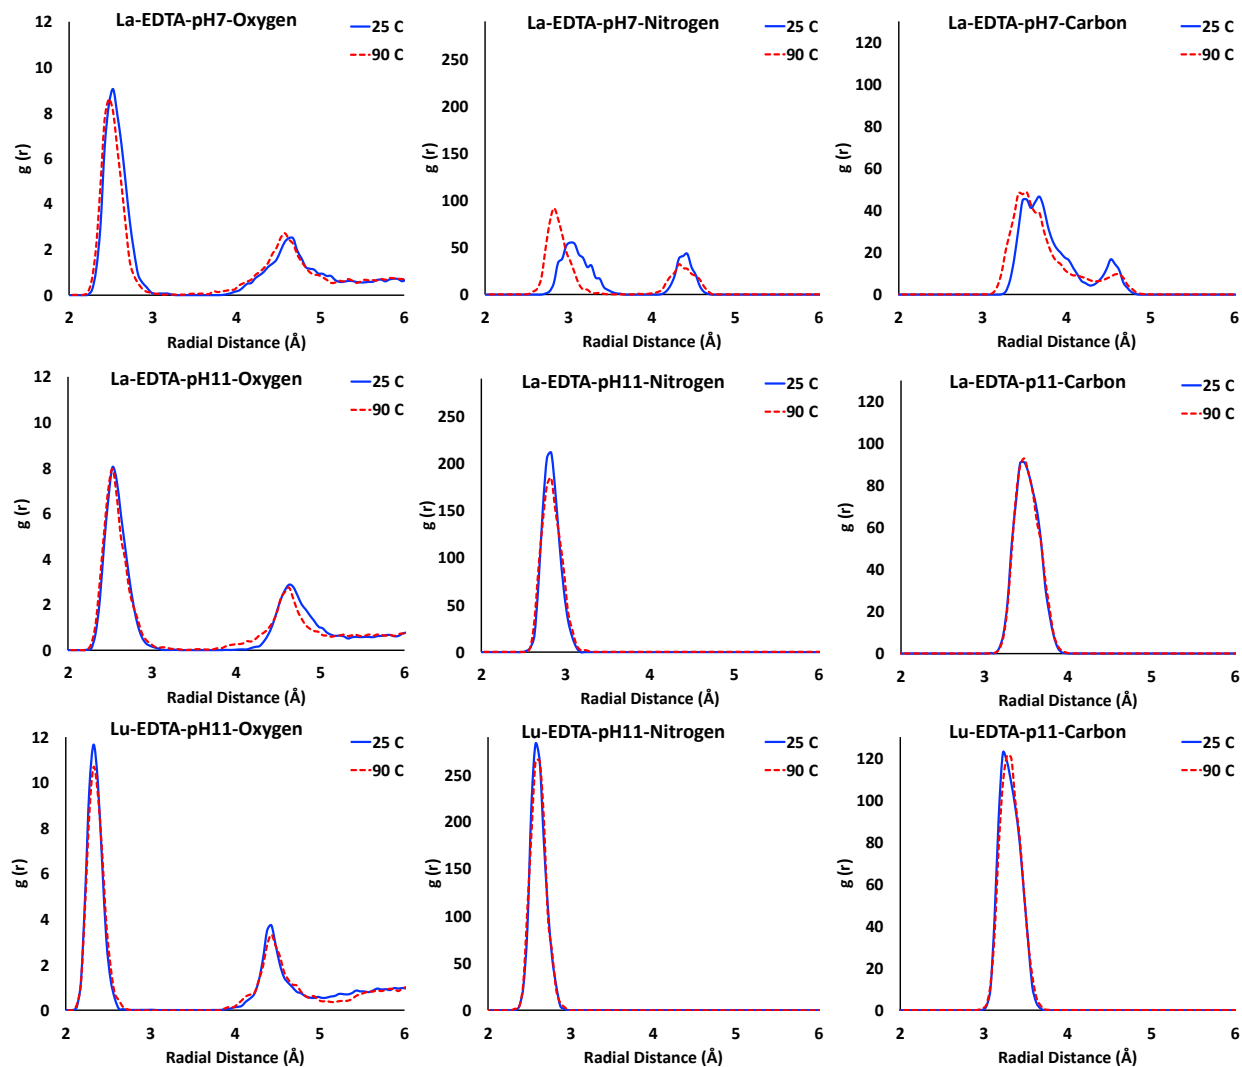 La-EDTA-pH7-Oxygen
25 C
90 C
12
10
8
6
4
2
0
g (r)
2 3 4 5 6
Radial Distance (Å)
La-EDTA-pH7-Nitrogen
25 C
90 C
250
200
150
100
50
0
g (r)
2 3 4 5 6
Radial Distance (Å)
La-EDTA-pH7-Carbon
25 C
90 C
120
100
80
60
40
20
0
g (r)
2 3 4 5 6
Radial Distance (Å)
La-EDTA-pH11-Oxygen
25 C
90 C
12
10
8
6
4
2
0
g (r)
2 3 4 5 6
Radial Distance (Å)
La-EDTA-pH11-Nitrogen
25 C
90 C
250
200
150
100
50
0
g (r)
2 3 4 5 6
Radial Distance (Å)
La-EDTA-p11-Carbon
25 C
90 C
120
100
80
60
40
20
0
g (r)
2 3 4 5 6
Radial Distance (Å)
Lu-EDTA-pH11-Oxygen
25 C
90 C
12
10
8
6
4
2
0
g (r)
2 3 4 5 6
Radial Distance (Å)
Lu-EDTA-pH11-Nitrogen
25 C
90 C
250
200
150
100
50
0
g (r)
2 3 4 5 6
Radial Distance (Å)
Lu-EDTA-p11-Carbon
25 C
90 C
120
100
80
60
40
20
0
g (r)
2 3 4 5 6
Radial Distance (Å)